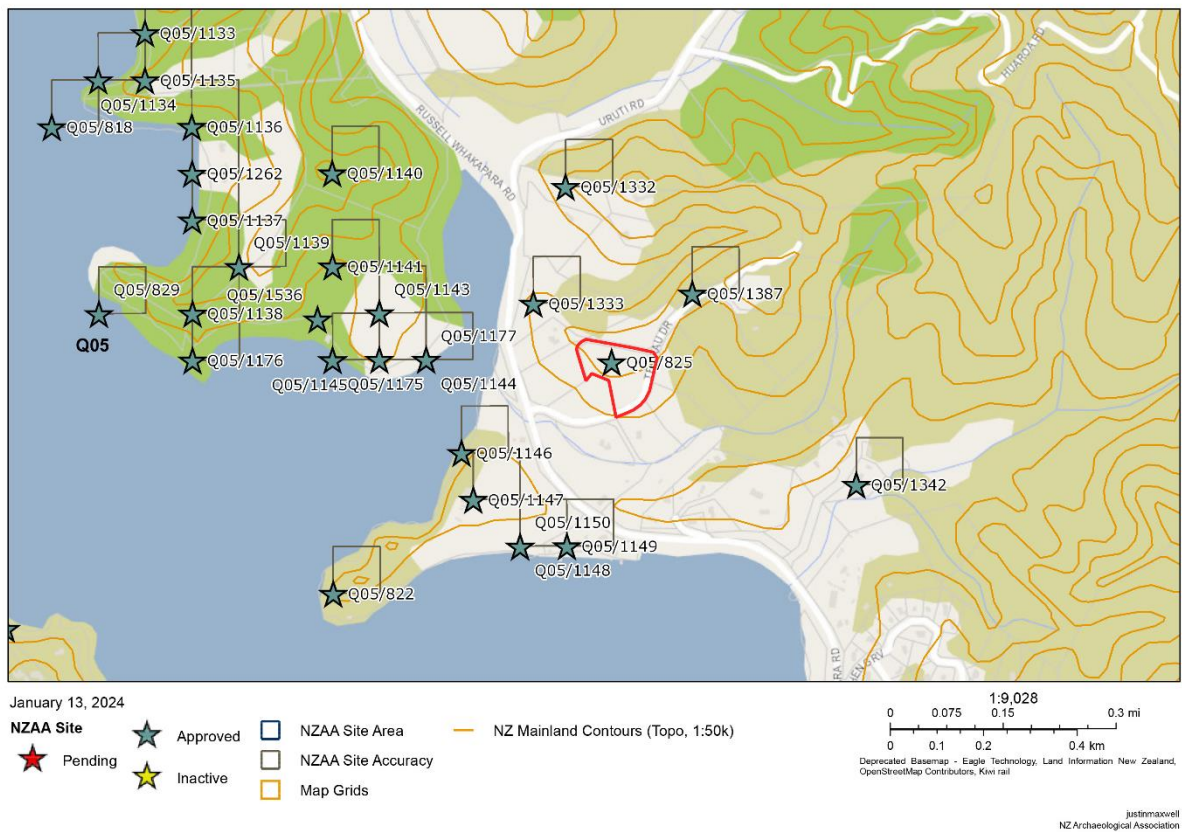 Q05/1133
Q05/1135
Q05/1134
Q05/818
Q05/1136
Q05/1262
Q05/1140
Q05/1137
Q05/1139
Q05/1141
Q05/829
Q05/1536
Q05/1143
Q05/1138
Q05
Q05/1177
Q05/1176
Q05/1145
Q05/1175
Q05/1144
RUSSELL WHAKAPARA RD
URUTI RD
HUARDA RD
Q05/1332
Q05/1387
Q05/1333
Q05/825
Q05/1146
Q05/1342
Q05/1147
Q05/1150
Q05/1149
Q05/1148
Q05/822
January 13, 2024
NZAA Site
Pending
Approved
Inactive
NZAA Site Area
NZAA Site Accuracy
Map Grids
NZ Mainland Contours (Topo, 1:50k)
1:9,028
0 0.075 0.15 0.3 mi
0 0.1 0.2 0.4 km
Deprecated Basemap - Eagle Technology, Land Information New Zealand,
OpenStreetMap Contributors, Kiwi rail
justinmaxwell
NZ Archaeological Association